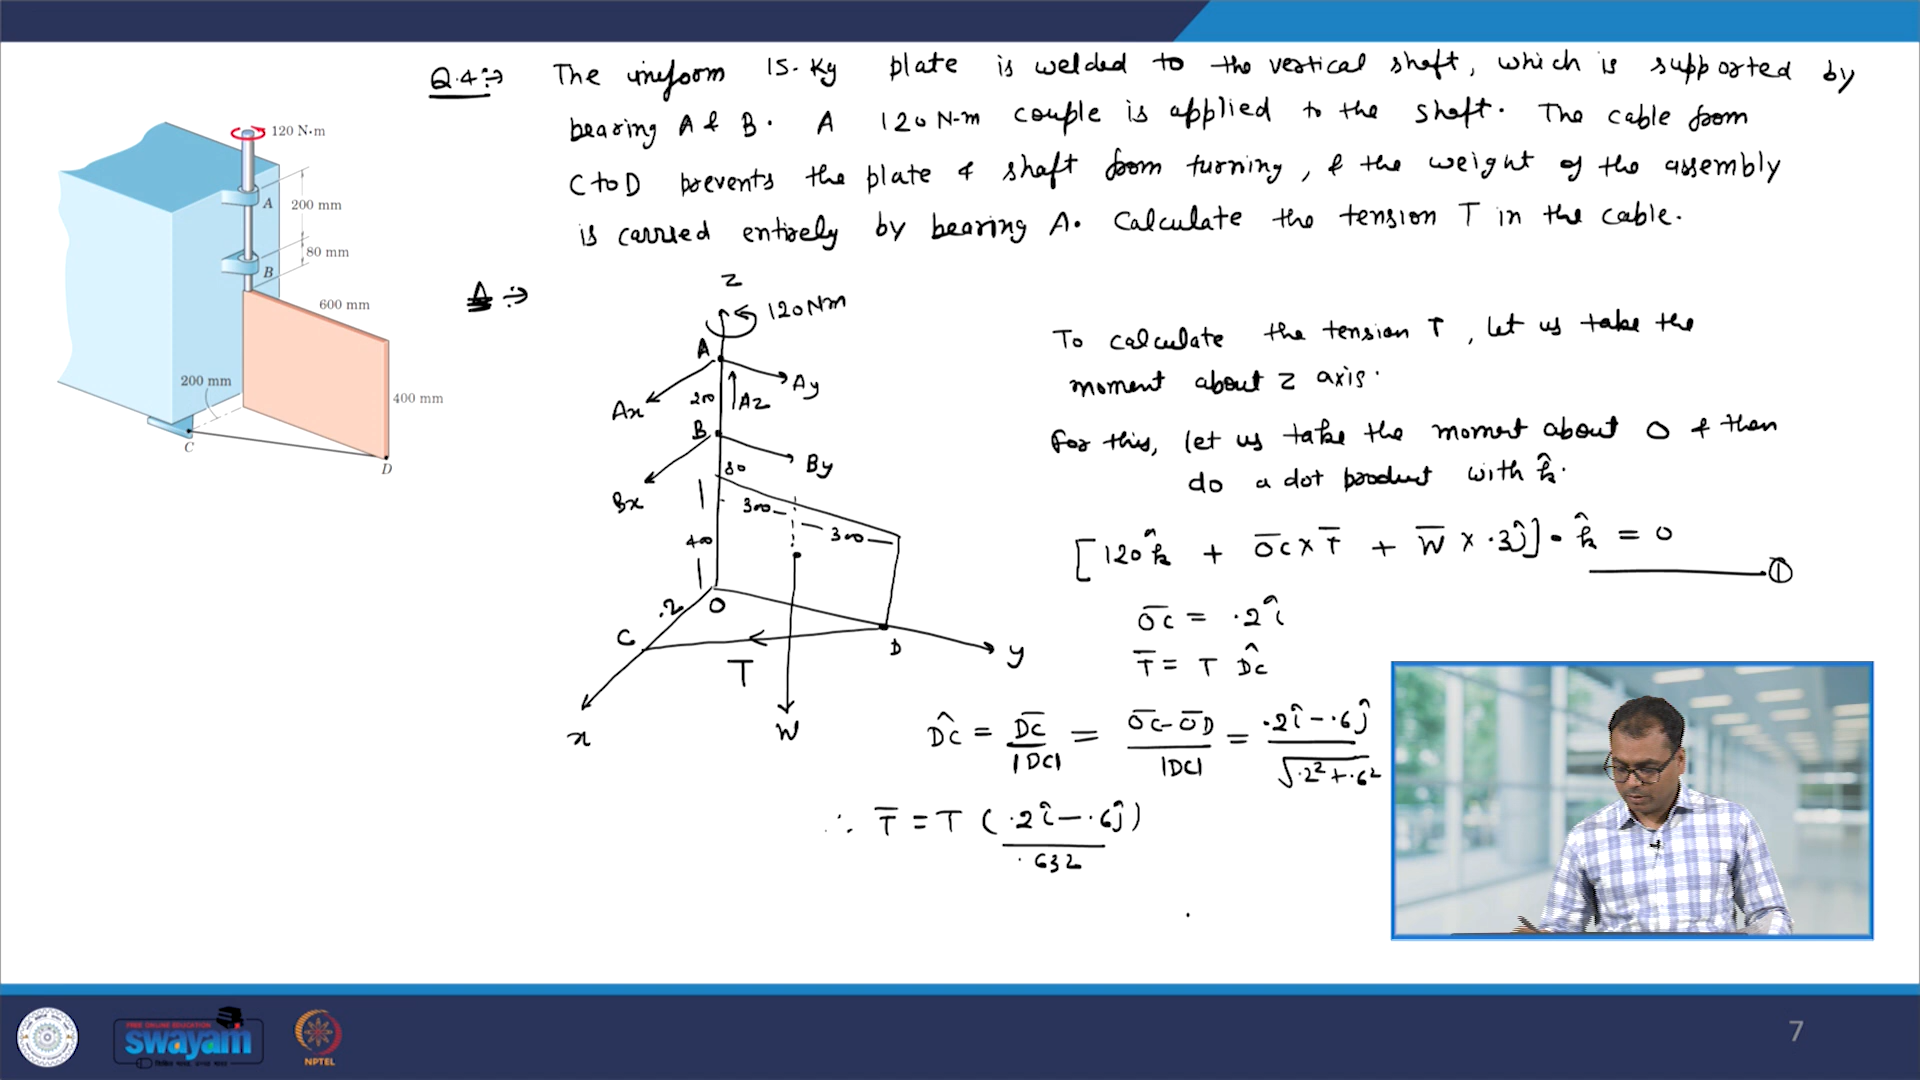 Q.4:→ The uniform 15-Kg plate is welded to the vertical shaft, which is supported by
bearing A & B. A 120 N-m couple is applied to the shaft. The cable from
C to D prevents the plate & shaft from turning, & the weight of the assembly
is carried entirely by bearing A. Calculate the tension T in the cable.
120 N·m
A
200 mm
80 mm
B
600 mm
200 mm
400 mm
C
D
A :→
z
120Nm
A
Ay
Ax
200
Az
B
80
By
Bx
300
300
400
.2
O
C
T
D
y
x
W
To calculate the tension T, let us take the
moment about z axis.
For this, let us take the moment about O & then
do a dot product with k̂.
[120k̂ + O̅C̅ × T̅ + W̅ × .3ĵ] • k̂ = 0 ①
O̅C̅ = .2î
T̅ = T D̂C
D̂C = D̅C̅ / |DC| = (O̅C̅ - O̅D̅) / |DC| = (.2î - .6ĵ) / √.2² + .6²
∴ T̅ = T (.2î - .6ĵ) / .632
FREE ONLINE EDUCATION
swayam
NPTEL
7